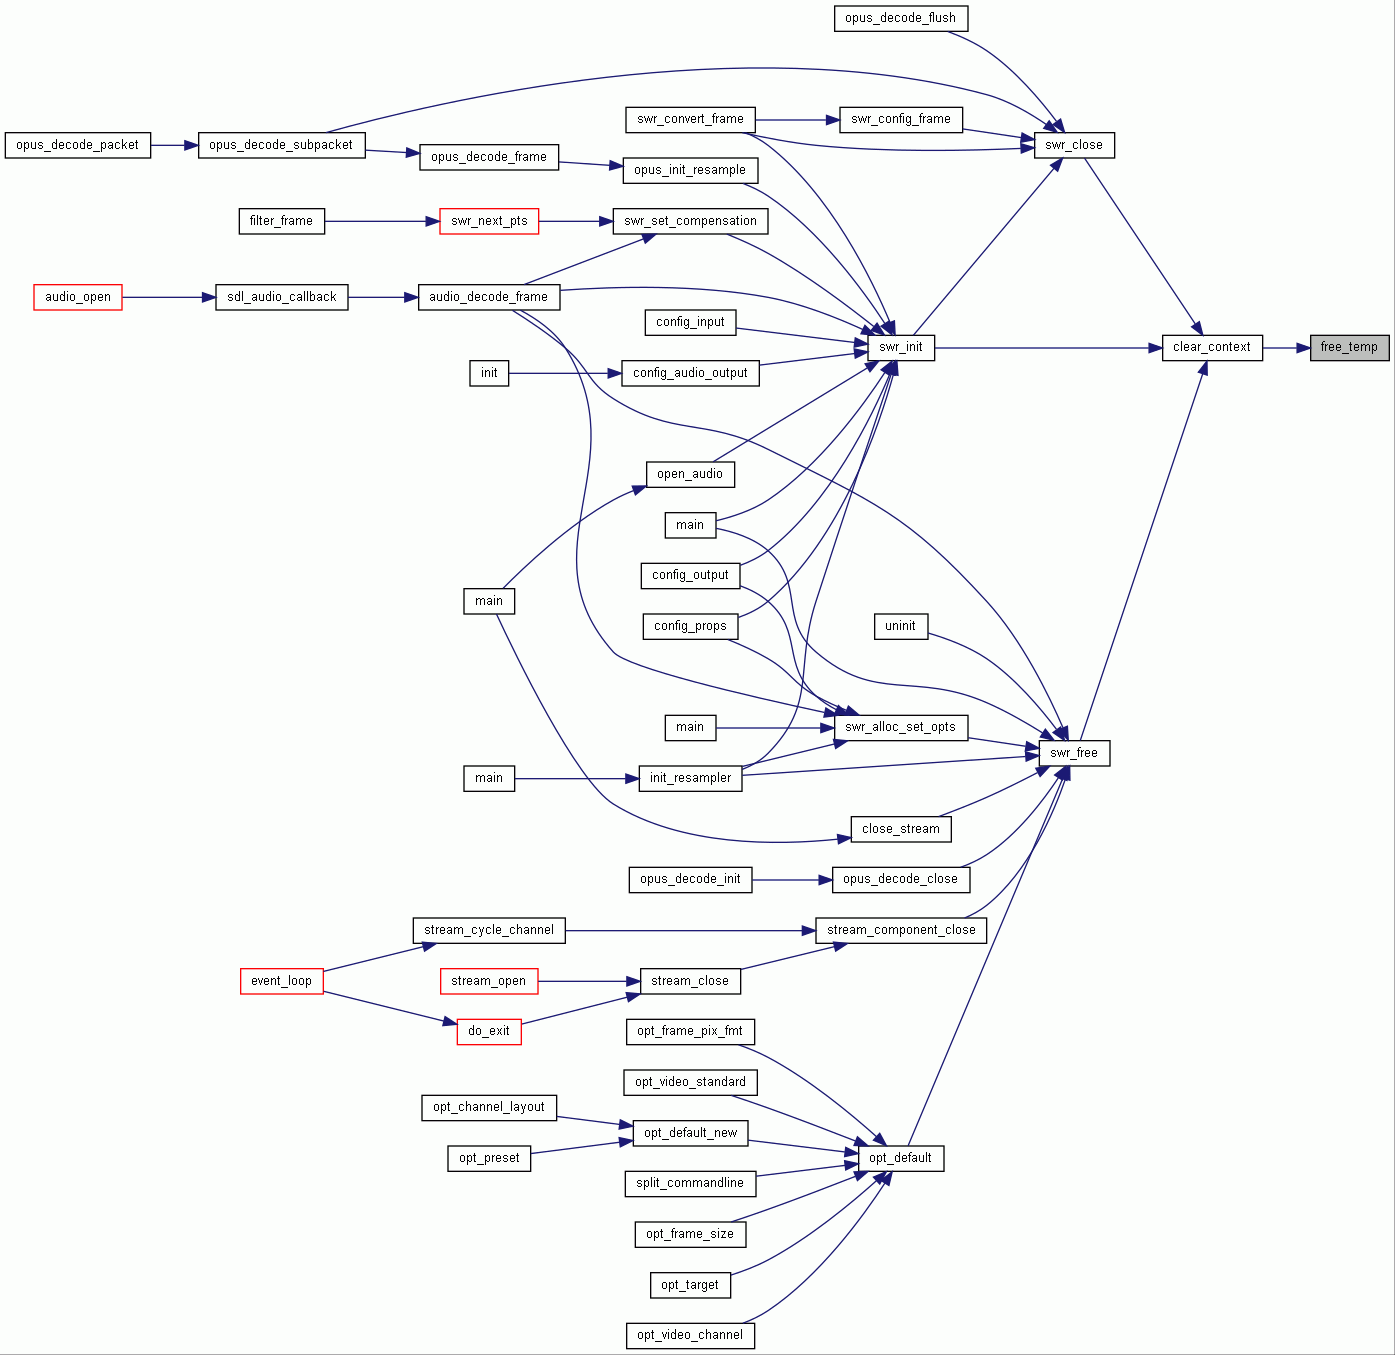 opus_decode_flush
swr_convert_frame
swr_config_frame
opus_decode_packet
opus_decode_subpacket
swr_close
opus_decode_frame
opus_init_resample
filter_frame
swr_next_pts
swr_set_compensation
audio_open
sdl_audio_callback
audio_decode_frame
config_input
swr_init
clear_context
free_temp
init
config_audio_output
open_audio
main
config_output
main
config_props
uninit
main
swr_alloc_set_opts
swr_free
main
init_resampler
close_stream
opus_decode_init
opus_decode_close
stream_cycle_channel
stream_component_close
event_loop
stream_open
stream_close
do_exit
opt_frame_pix_fmt
opt_video_standard
opt_channel_layout
opt_default_new
opt_preset
opt_default
split_commandline
opt_frame_size
opt_target
opt_video_channel